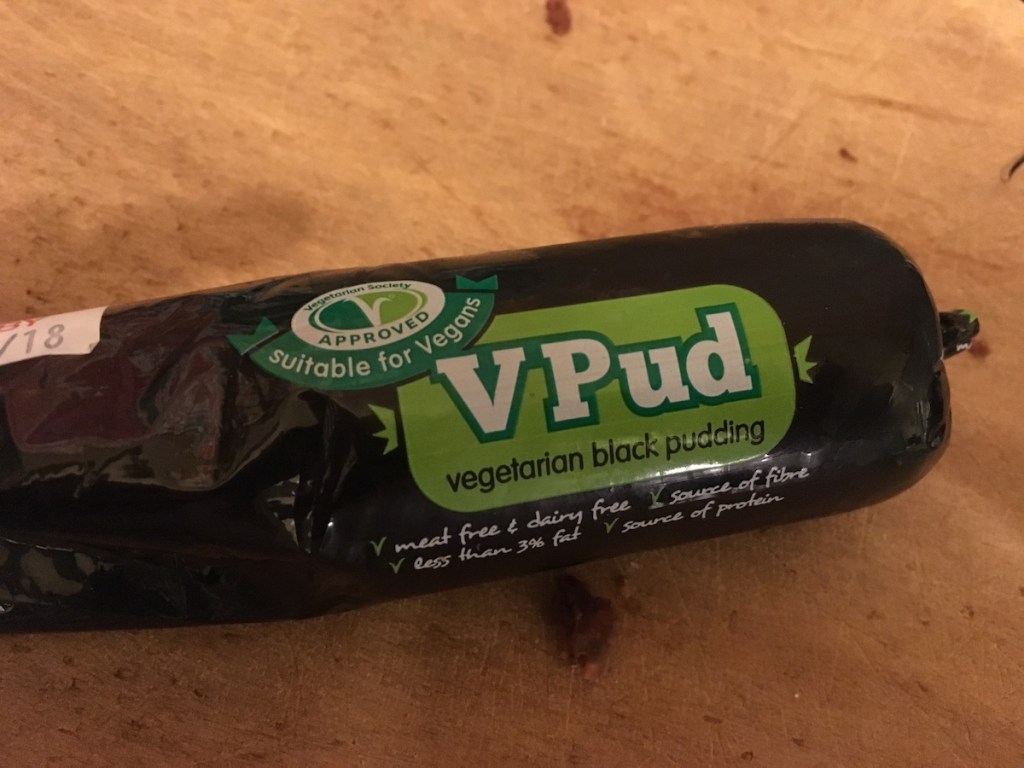 /18
Vegetarian Society
APPROVED
suitable for Vegans
V Pud
vegetarian black pudding
meat free & dairy free
source of fibre
less than 3% fat
source of protein